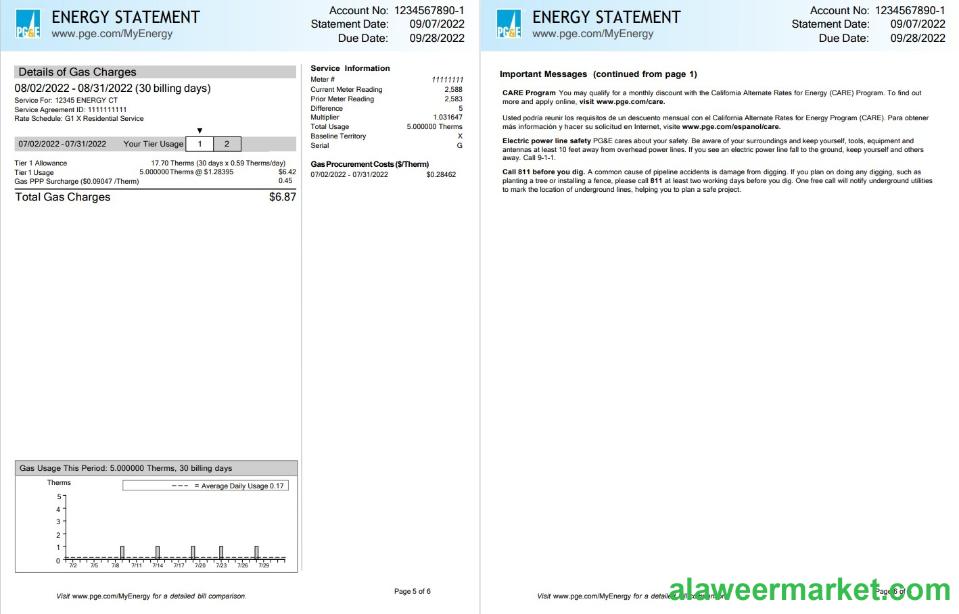 PG&E
ENERGY STATEMENT
www.pge.com/MyEnergy
Account No: 1234567890-1
Statement Date: 09/07/2022
Due Date: 09/28/2022
Details of Gas Charges
08/02/2022 - 08/31/2022 (30 billing days)
Service For: 12345 ENERGY CT
Service Agreement ID: 1111111111
Rate Schedule: G1 X Residential Service
07/02/2022 - 07/31/2022 Your Tier Usage 1 2
Tier 1 Allowance 17.70 Therms (30 days x 0.59 Therms/day)
Tier 1 Usage 5.000000 Therms @ $1.28395 $6.42
Gas PPP Surcharge ($0.09047 /Therm) 0.45
Total Gas Charges $6.87
Service Information
Meter # 11111111
Current Meter Reading 2,588
Prior Meter Reading 2,583
Difference 5
Multiplier 1.031647
Total Usage 5.000000 Therms
Baseline Territory X
Serial G
Gas Procurement Costs ($/Therm)
07/02/2022 - 07/31/2022 $0.28462
Gas Usage This Period: 5.000000 Therms, 30 billing days
Therms
--- = Average Daily Usage 0.17
5
4
3
2
1
0
7/2 7/5 7/8 7/11 7/14 7/17 7/20 7/23 7/26 7/29
Visit www.pge.com/MyEnergy for a detailed bill comparison.
Page 5 of 6
PG&E
ENERGY STATEMENT
www.pge.com/MyEnergy
Account No: 1234567890-1
Statement Date: 09/07/2022
Due Date: 09/28/2022
Important Messages (continued from page 1)
CARE Program You may qualify for a monthly discount with the California Alternate Rates for Energy (CARE) Program. To find out
more and apply online, visit www.pge.com/care.
Usted podría reunir los requisitos de un descuento mensual con el California Alternate Rates for Energy Program (CARE). Para obtener
más información y hacer su solicitud en Internet, visite www.pge.com/espanol/care.
Electric power line safety PG&E cares about your safety. Be aware of your surroundings and keep yourself, tools, equipment and
antennas at least 10 feet away from overhead power lines. If you see an electric power line fall to the ground, keep yourself and others
away. Call 9-1-1.
Call 811 before you dig. A common cause of pipeline accidents is damage from digging. If you plan on doing any digging, such as
planting a tree or installing a fence, please call 811 at least two working days before you dig. One free call will notify underground utilities
to mark the location of underground lines, helping you to plan a safe project.
Visit www.pge.com/MyEnergy for a detailed bill comparison.
Page 6 of 6
alaweermarket.com